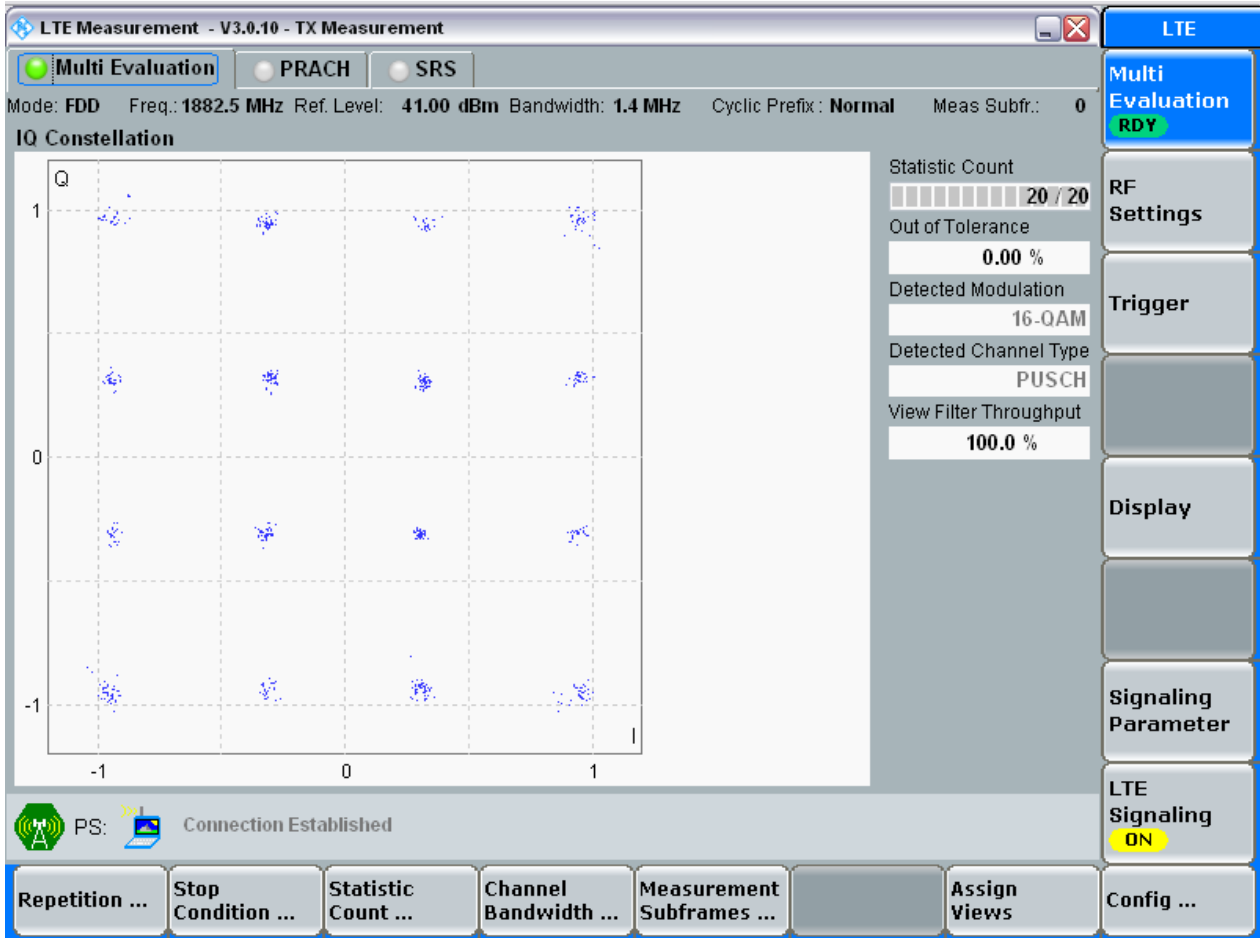 LTE Measurement - V3.0.10 - TX Measurement
LTE
Multi Evaluation PRACH SRS
Mode: FDD Freq.: 1882.5 MHz Ref. Level: 41.00 dBm Bandwidth: 1.4 MHz Cyclic Prefix : Normal Meas Subfr.: 0
IQ Constellation
Q
1
0
-1
-1 0 1
I
Statistic Count
20 / 20
Out of Tolerance
0.00 %
Detected Modulation
16-QAM
Detected Channel Type
PUSCH
View Filter Throughput
100.0 %
Multi
Evaluation
RDY
RF
Settings
Trigger
Display
Signaling
Parameter
LTE
Signaling
ON
PS: Connection Established
Repetition ...
Stop
Condition ...
Statistic
Count ...
Channel
Bandwidth ...
Measurement
Subframes ...
Assign
Views
Config ...